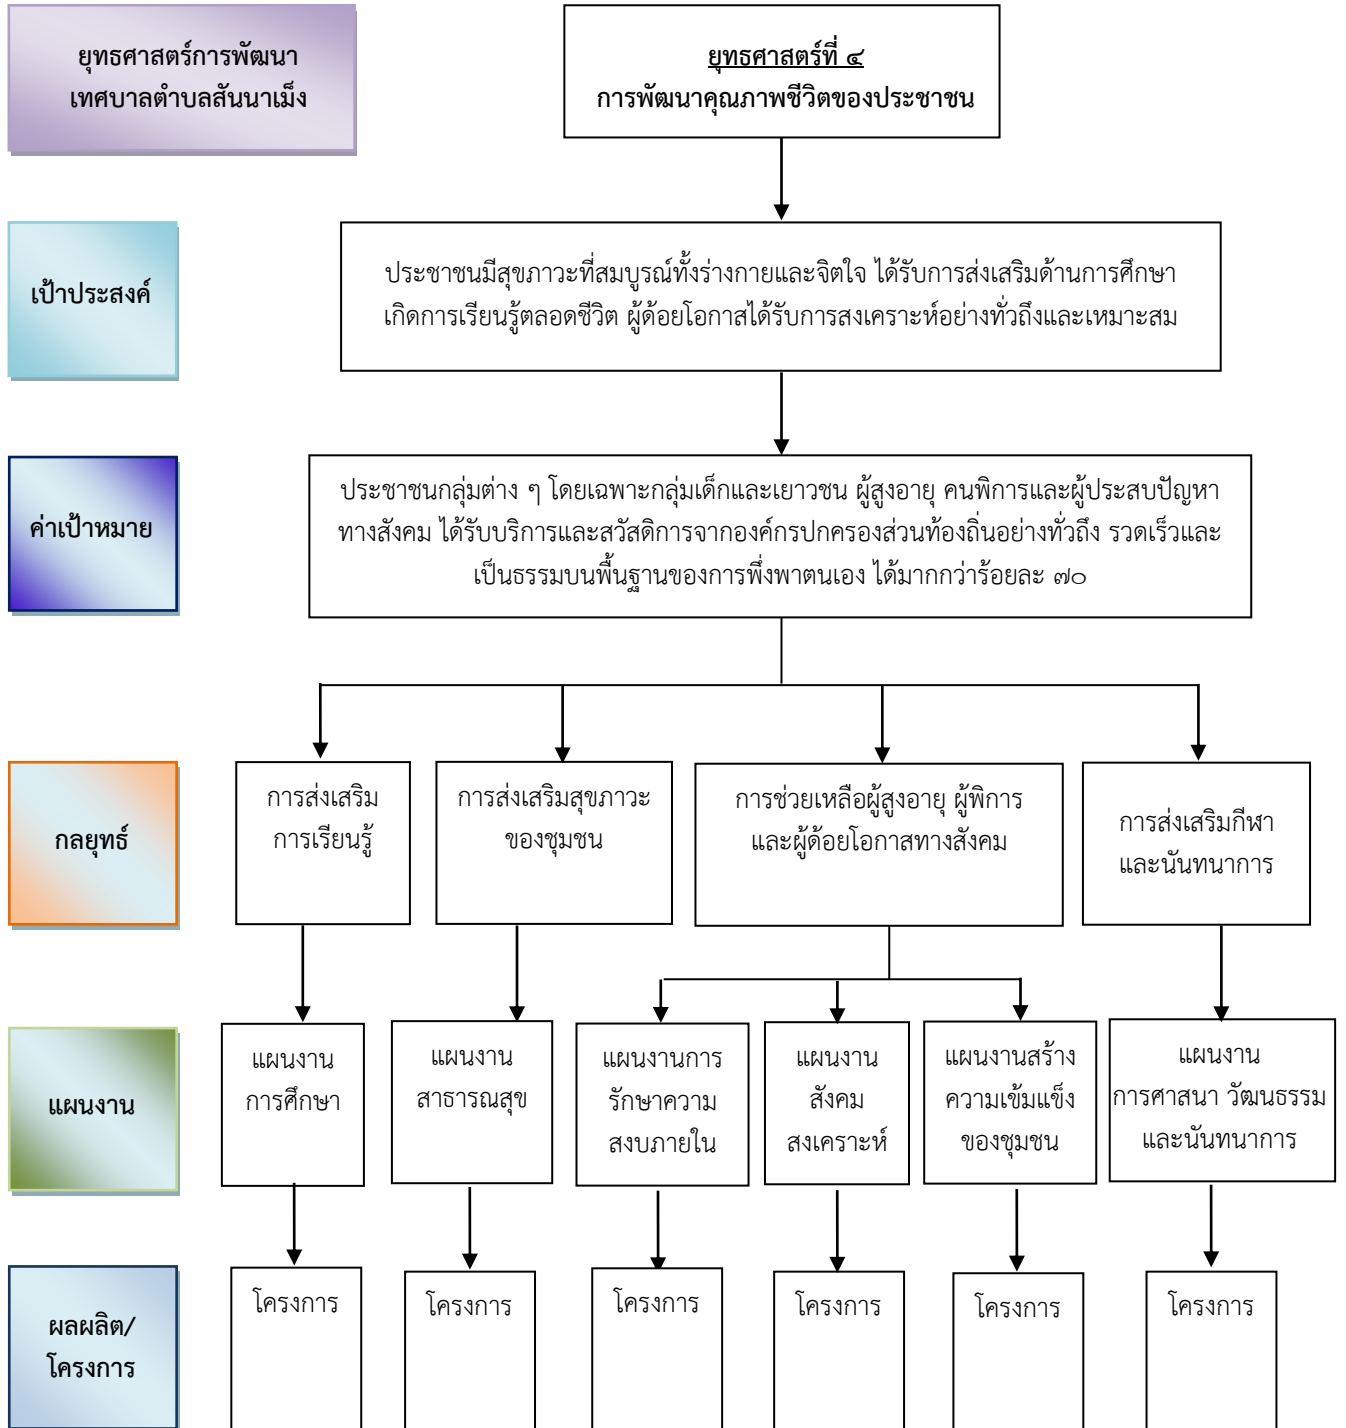 ยุทธศาสตร์การพัฒนา
เทศบาลตำบลสันนาเม็ง
ยุทธศาสตร์ที่ ๔
การพัฒนาคุณภาพชีวิตของประชาชน
เป้าประสงค์
ประชาชนมีสุขภาวะที่สมบูรณ์ทั้งร่างกายและจิตใจ ได้รับการส่งเสริมด้านการศึกษา
เกิดการเรียนรู้ตลอดชีวิต ผู้ด้อยโอกาสได้รับการสงเคราะห์อย่างทั่วถึงและเหมาะสม
ค่าเป้าหมาย
ประชาชนกลุ่มต่าง ๆ โดยเฉพาะกลุ่มเด็กและเยาวชน ผู้สูงอายุ คนพิการและผู้ประสบปัญหา
ทางสังคม ได้รับบริการและสวัสดิการจากองค์กรปกครองส่วนท้องถิ่นอย่างทั่วถึง รวดเร็วและ
เป็นธรรมบนพื้นฐานของการพึ่งพาตนเอง ได้มากกว่าร้อยละ ๗๐
กลยุทธ์
การส่งเสริม
การเรียนรู้
การส่งเสริมสุขภาวะ
ของชุมชน
การช่วยเหลือผู้สูงอายุ ผู้พิการ
และผู้ด้อยโอกาสทางสังคม
การส่งเสริมกีฬา
และนันทนาการ
แผนงาน
แผนงาน
การศึกษา
แผนงาน
สาธารณสุข
แผนงานการ
รักษาความ
สงบภายใน
แผนงาน
สังคม
สงเคราะห์
แผนงานสร้าง
ความเข้มแข็ง
ของชุมชน
แผนงาน
การศาสนา วัฒนธรรม
และนันทนาการ
ผลผลิต/
โครงการ
โครงการ
โครงการ
โครงการ
โครงการ
โครงการ
โครงการ